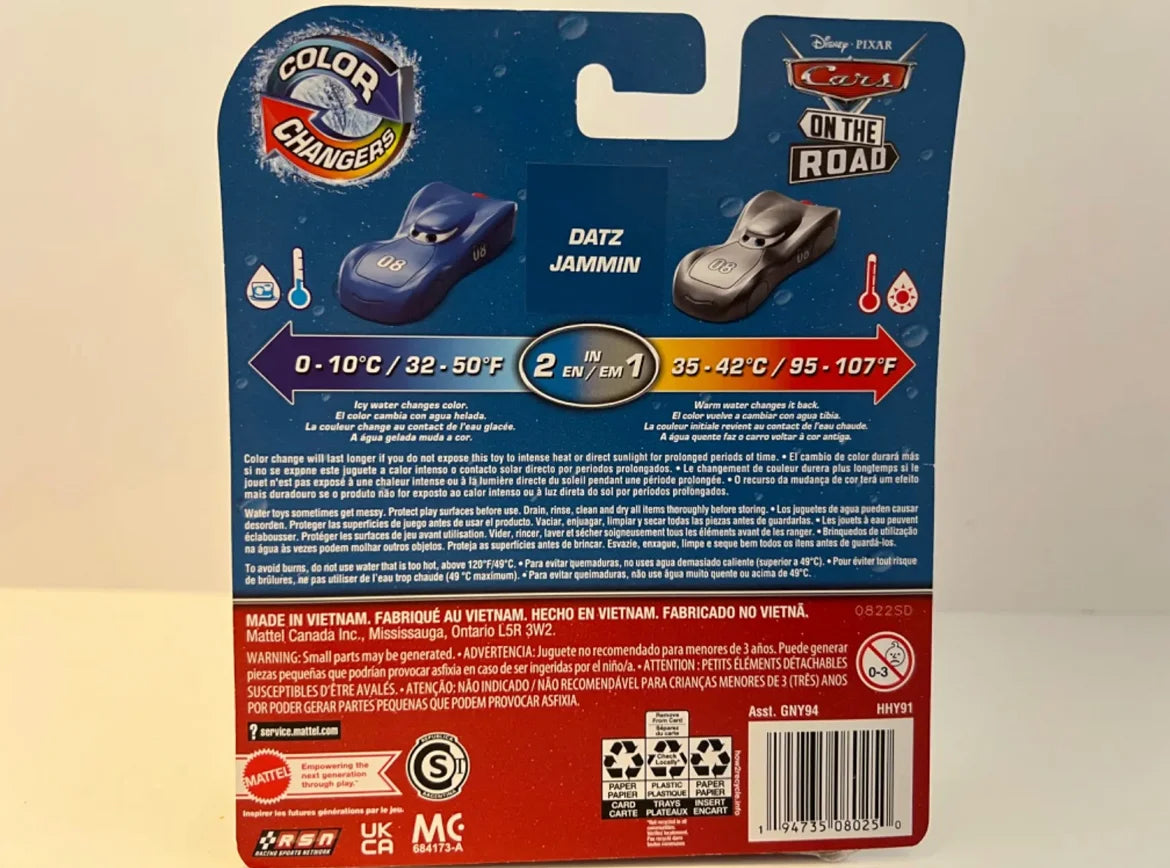 COLOR
CHANGERS
Disney · PIXAR
Cars
ON THE
ROAD
DATZ
JAMMIN
08
08
08
08
0 - 10°C / 32 - 50°F
2 IN EN / EM 1
35 - 42°C / 95 - 107°F
Icy water changes color.
El color cambia con agua helada.
La couleur change au contact de l'eau glacée.
A água gelada muda a cor.
Warm water changes it back.
El color vuelve a cambiar con agua tibia.
La couleur initiale revient au contact de l'eau chaude.
A água quente faz o carro voltar à cor antiga.
Color change will last longer if you do not expose this toy to intense heat or direct sunlight for prolonged periods of time. • El cambio de color durará más
si no se expone este juguete a calor intenso o contacto solar directo por periodos prolongados. • Le changement de couleur durera plus longtemps si le
jouet n'est pas exposé à une chaleur intense ou à la lumière directe du soleil pendant une période prolongée. • O recurso da mudança de cor terá um efeito
mais duradouro se o produto não for exposto ao calor intenso ou à luz direta do sol por períodos prolongados.
Water toys sometimes get messy. Protect play surfaces before use. Drain, rinse, clean and dry all items thoroughly before storing. • Los juguetes de agua pueden causar
desorden. Proteger las superficies de juego antes de usar el producto. Vaciar, enjuagar, limpiar y secar todas las piezas antes de guardarlas. • Les jouets à eau peuvent
éclabousser. Protéger les surfaces de jeu avant utilisation. Vider, rincer, laver et sécher soigneusement tous les éléments avant de les ranger. • Brinquedos de utilização
na água às vezes podem molhar outros objetos. Proteja as superfícies antes de brincar. Esvazie, enxague, limpe e seque bem todos os itens antes de guardá-los.
To avoid burns, do not use water that is too hot, above 120°F/49°C. • Para evitar quemaduras, no uses agua demasiado caliente (superior a 49°C). • Pour éviter tout risque
de brûlures, ne pas utiliser de l'eau trop chaude (49 °C maximum). • Para evitar queimaduras, não use água muito quente ou acima de 49°C.
MADE IN VIETNAM. FABRIQUÉ AU VIETNAM. HECHO EN VIETNAM. FABRICADO NO VIETNÃ.
0822SD
Mattel Canada Inc., Mississauga, Ontario L5R 3W2.
WARNING: Small parts may be generated. • ADVERTENCIA: Juguete no recomendado para menores de 3 años. Puede generar
piezas pequeñas que podrían provocar asfixia en caso de ser ingeridas por el niño/a. • ATTENTION : PETITS ÉLÉMENTS DÉTACHABLES
SUSCEPTIBLES D'ÊTRE AVALÉS. • ATENÇÃO: NÃO INDICADO / NÃO RECOMENDÁVEL PARA CRIANÇAS MENORES DE 3 (TRÊS) ANOS
POR PODER GERAR PARTES PEQUENAS QUE PODEM PROVOCAR ASFIXIA.
0-3
? service.mattel.com
MATTEL
Empowering the
next generation
through play.™
Inspirer les futures générations par le jeu.
REPUBLICA
S
ARGENTINA
RSN
RACING SPORTS NETWORK
UK
CA
MC
684173-A
Remove
From Card
Séparez
du carte
Check
Locally*
PAPER
PAPIER
PLASTIC
PLASTIQUE
PAPER
PAPIER
CARD
CARTE
TRAYS
PLATEAUX
INSERT
ENCART
*Not recycled in all
communities.
how2recycle.info
Asst. GNY94
HHY91
1 94735 08025 0